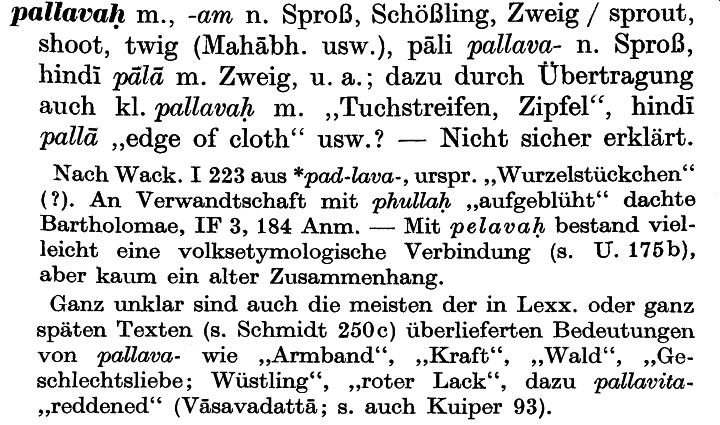 pallavaḥ m., -am n. Sproß, Schößling, Zweig / sprout,
shoot, twig (Mahābh. usw.), pāli pallava- n. Sproß,
hindī pālā m. Zweig, u. a.; dazu durch Übertragung
auch kl. pallavaḥ m. „Tuchstreifen, Zipfel“, hindī
pallā „edge of cloth“ usw.? — Nicht sicher erklärt.
Nach Wack. I 223 aus *pad-lava-, urspr. „Wurzelstückchen“
(?). An Verwandtschaft mit phullaḥ „aufgeblüht“ dachte
Bartholomae, IF 3, 184 Anm. — Mit pelavaḥ bestand viel-
leicht eine volksetymologische Verbindung (s. U. 175b),
aber kaum ein alter Zusammenhang.
Ganz unklar sind auch die meisten der in Lexx. oder ganz
späten Texten (s. Schmidt 250c) überlieferten Bedeutungen
von pallava- wie „Armband“, „Kraft“, „Wald“, „Ge-
schlechtsliebe; Wüstling“, „roter Lack“, dazu pallavita-
„reddened“ (Vāsavadattā; s. auch Kuiper 93).